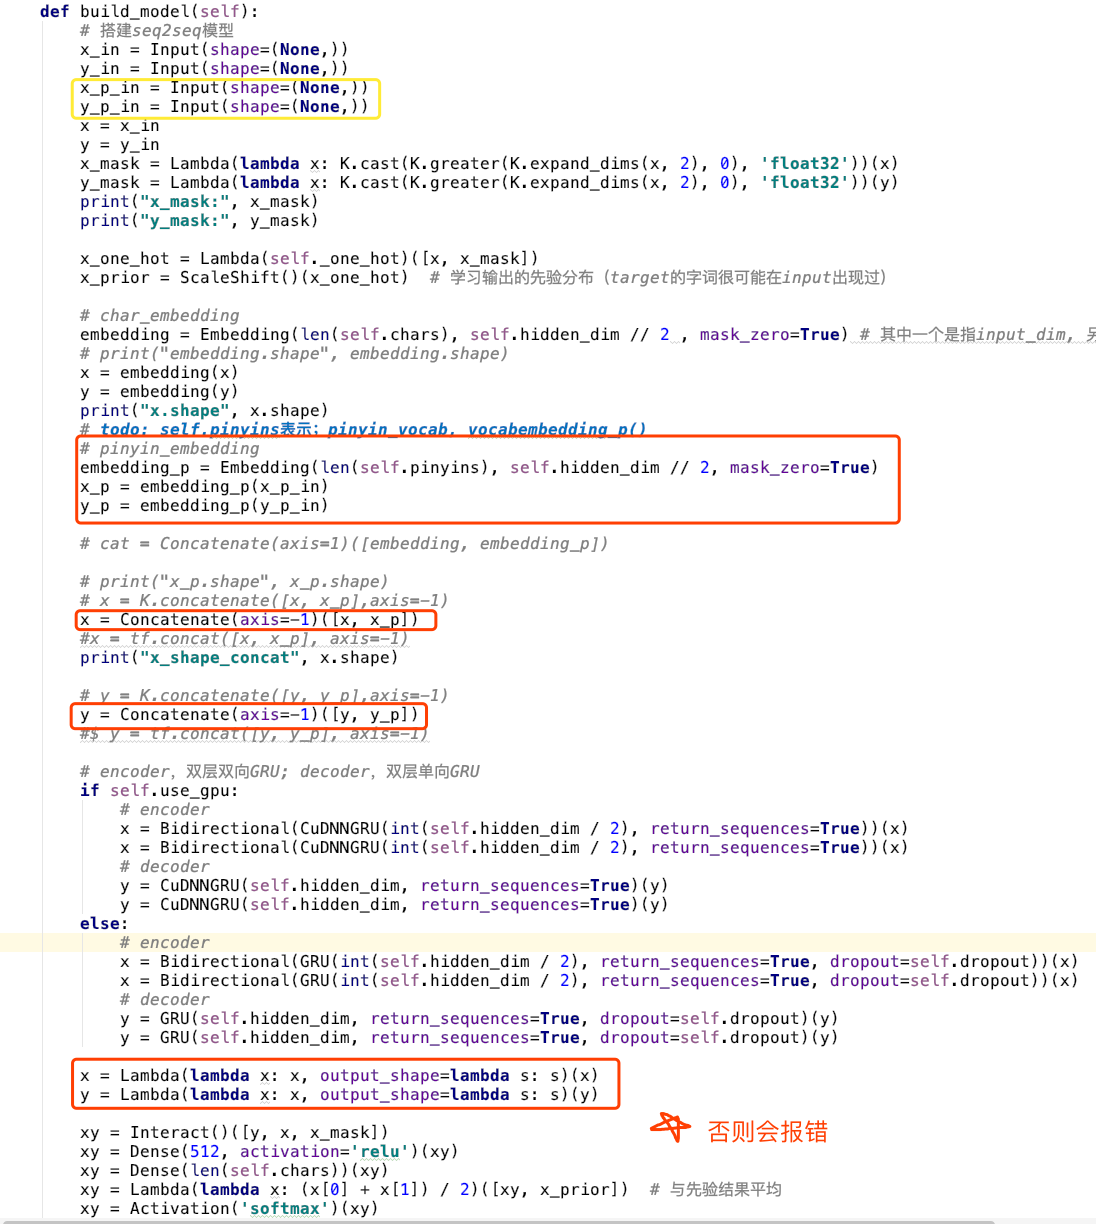 def build_model(self):
# 搭建seq2seq模型
x_in = Input(shape=(None,))
y_in = Input(shape=(None,))
x_p_in = Input(shape=(None,))
y_p_in = Input(shape=(None,))
x = x_in
y = y_in
x_mask = Lambda(lambda x: K.cast(K.greater(K.expand_dims(x, 2), 0), 'float32'))(x)
y_mask = Lambda(lambda x: K.cast(K.greater(K.expand_dims(x, 2), 0), 'float32'))(y)
print("x_mask:", x_mask)
print("y_mask:", y_mask)
x_one_hot = Lambda(self._one_hot)([x, x_mask])
x_prior = ScaleShift()(x_one_hot)  # 学习输出的先验分布（target的字词很可能在input出现过）
# char_embedding
embedding = Embedding(len(self.chars), self.hidden_dim // 2 , mask_zero=True) # 其中一个是指input_dim, 另
# print("embedding.shape", embedding.shape)
x = embedding(x)
y = embedding(y)
print("x.shape", x.shape)
# todo: self.pinyins表示：pinyin_vocab, vocabembedding_p()
# pinyin_embedding
embedding_p = Embedding(len(self.pinyins), self.hidden_dim // 2, mask_zero=True)
x_p = embedding_p(x_p_in)
y_p = embedding_p(y_p_in)
# cat = Concatenate(axis=1)([embedding, embedding_p])
# print("x_p.shape", x_p.shape)
# x = K.concatenate([x, x_p],axis=-1)
x = Concatenate(axis=-1)([x, x_p])
#x = tf.concat([x, x_p], axis=-1)
print("x_shape_concat", x.shape)
# y = K.concatenate([y, y_p],axis=-1)
y = Concatenate(axis=-1)([y, y_p])
#$ y = tf.concat([y, y_p], axis=-1)
# encoder，双层双向GRU; decoder，双层单向GRU
if self.use_gpu:
# encoder
x = Bidirectional(CuDNNGRU(int(self.hidden_dim / 2), return_sequences=True))(x)
x = Bidirectional(CuDNNGRU(int(self.hidden_dim / 2), return_sequences=True))(x)
# decoder
y = CuDNNGRU(self.hidden_dim, return_sequences=True)(y)
y = CuDNNGRU(self.hidden_dim, return_sequences=True)(y)
else:
# encoder
x = Bidirectional(GRU(int(self.hidden_dim / 2), return_sequences=True, dropout=self.dropout))(x)
x = Bidirectional(GRU(int(self.hidden_dim / 2), return_sequences=True, dropout=self.dropout))(x)
# decoder
y = GRU(self.hidden_dim, return_sequences=True, dropout=self.dropout)(y)
y = GRU(self.hidden_dim, return_sequences=True, dropout=self.dropout)(y)
x = Lambda(lambda x: x, output_shape=lambda s: s)(x)
y = Lambda(lambda x: x, output_shape=lambda s: s)(y)
否则会报错
xy = Interact()([y, x, x_mask])
xy = Dense(512, activation='relu')(xy)
xy = Dense(len(self.chars))(xy)
xy = Lambda(lambda x: (x[0] + x[1]) / 2)([xy, x_prior])  # 与先验结果平均
xy = Activation('softmax')(xy)